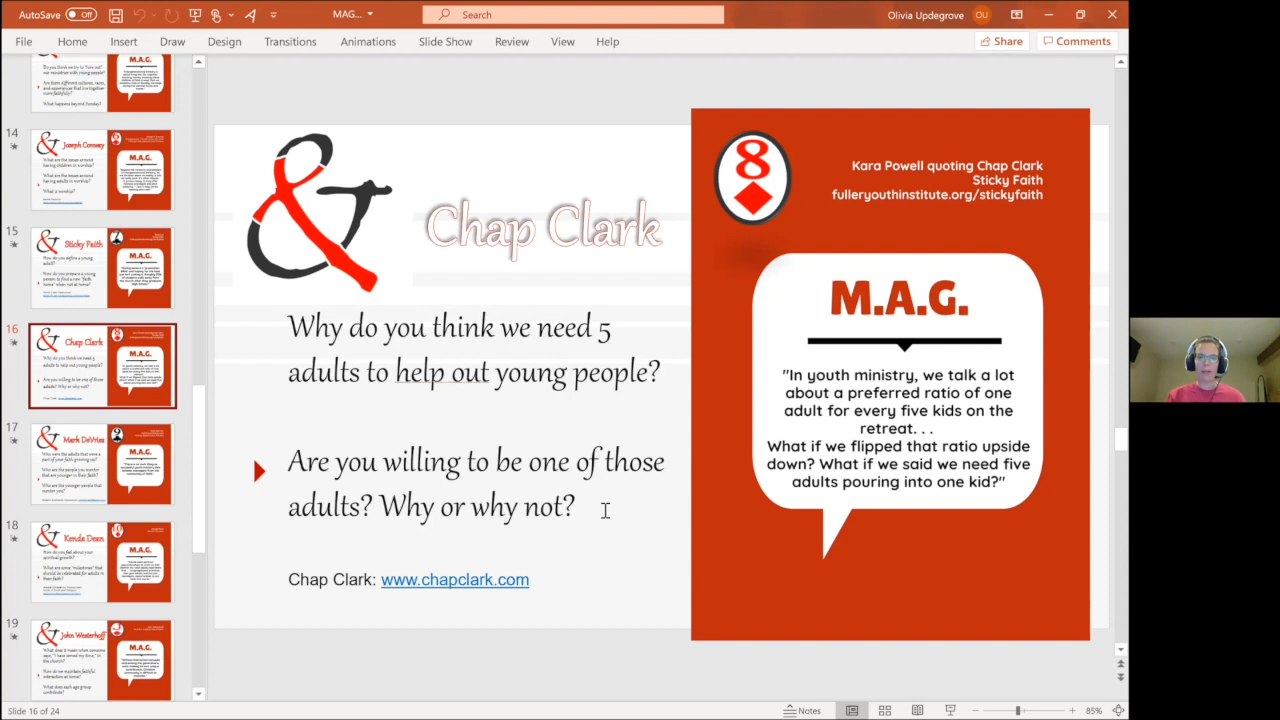 AutoSave Off MAG... Search Olivia Updegrove OU
File Home Insert Draw Design Transitions Animations Slide Show Review View Help Share Comments
What happens beyond Sunday?
14
Joseph Conway
What are the issues around
having children in worship?
What are the issues around
having adults in worship?
What is worship?
M.A.G.
15
Sticky Faith
How do you define a young
adult?
How do you prepare a young
person to find a new "faith
home" when not at home?
M.A.G.
16
Chap Clark
Why do you think we need 5
adults to help out young people?
Are you willing to be one of those
adults? Why or why not?
M.A.G.
17
Mark DeVries
Who were the adults that were a
part of your faith growing up?
Who are the people you mentor
that are younger in their faith?
Who are the younger people that
mentor you?
M.A.G.
18
Kenda Dean
How do you feel about your
spiritual growth?
What are some "milestones" that
should be celebrated for adults in
their faith?
M.A.G.
19
John Westerhoff
What does it mean when someone
says, "I have served my time," in
the church?
How do we maintain faithful
interaction at home?
What does each age group
contribute?
M.A.G.
&
Chap Clark
Why do you think we need 5
adults to help out young people?
Are you willing to be one of those
adults? Why or why not?
Chap Clark: www.chapclark.com
8
Kara Powell quoting Chap Clark
Sticky Faith
fulleryouthinstitute.org/stickyfaith
M.A.G.
"In youth ministry, we talk a lot
about a preferred ratio of one
adult for every five kids on the
retreat. . .
What if we flipped that ratio upside
down? What if we said we need five
adults pouring into one kid?"
Slide 16 of 24 Notes 85%